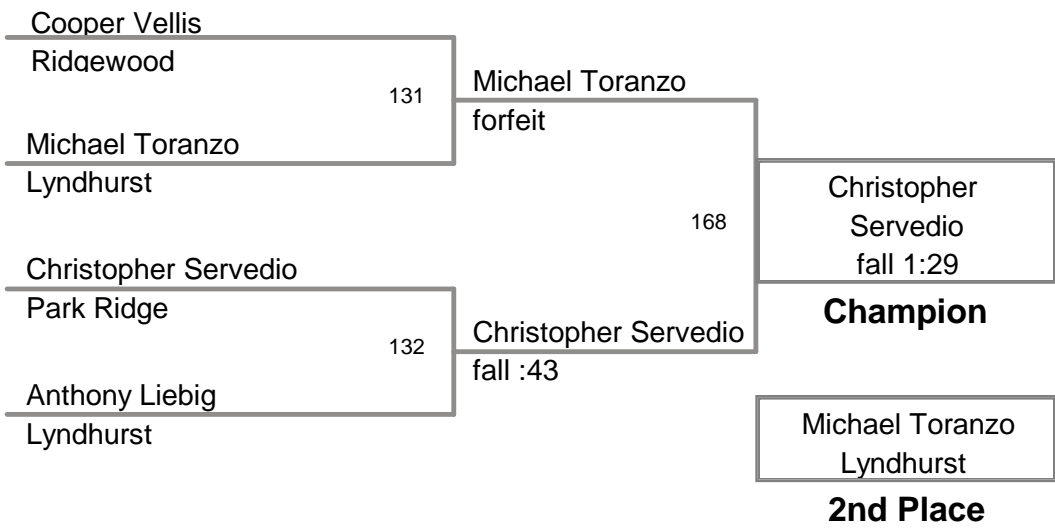 Cooper Vellis
Ridgewood
131
Michael Toranzo
forfeit
Michael Toranzo
Lyndhurst
168
Christopher
Servedio
fall 1:29
Champion
Christopher Servedio
Park Ridge
132
Christopher Servedio
fall :43
Anthony Liebig
Lyndhurst
Michael Toranzo
Lyndhurst
2nd Place